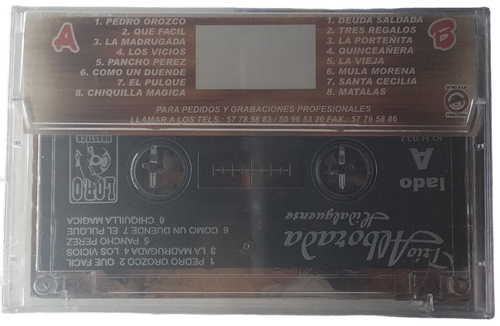 A
1. PEDRO OROZCO
2. QUE FACIL
3. LA MADRUGADA
4. LOS VICIOS
5. PANCHO PEREZ
6. COMO UN DUENDE
7. EL PULQUE
8. CHIQUILLA MAGICA
B
1. DEUDA SALDADA
2. TRES REGALOS
3. LA PORTEÑITA
4. QUINCEAÑERA
5. LA VIEJA
6. MULA MORENA
7. SANTA CECILIA
8. MATALAS
PARA PEDIDOS Y GRABACIONES PROFESIONALES
LLAMAR A LOS TELS.: 57 78 58 83 / 50 96 53 20 FAX.: 57 79 58 86
lado
A
LOBO
Trio Alborada
Hidalguense
1 PEDRO OROZCO 2 QUE FACIL
3 LA MADRUGADA 4 LOS VICIOS
5 PANCHO PEREZ
6 COMO UN DUENDE 7 EL PULQUE
8 CHIQUILLA MAGICA